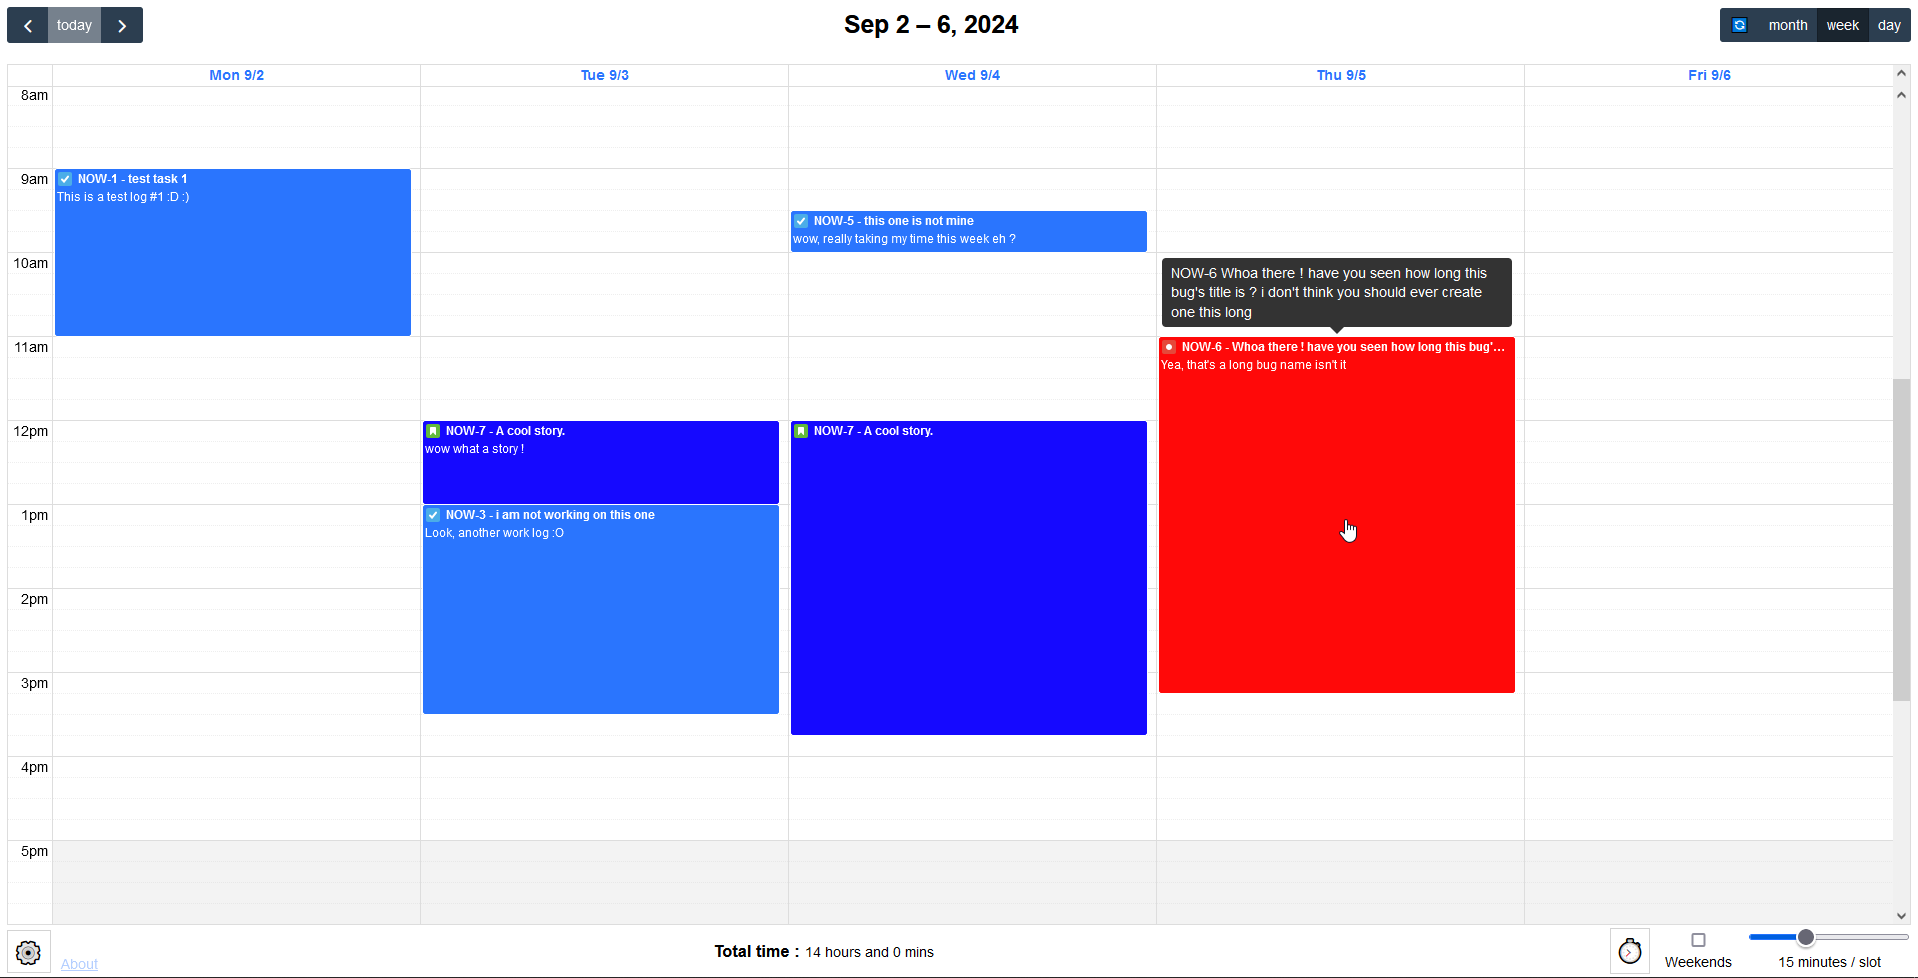 today
Sep 2 – 6, 2024
month
week
day
Mon 9/2
Tue 9/3
Wed 9/4
Thu 9/5
Fri 9/6
8am
9am
NOW-1 - test task 1
This is a test log #1 :D :)
NOW-5 - this one is not mine
wow, really taking my time this week eh ?
10am
NOW-6 Whoa there ! have you seen how long this
bug's title is ? i don't think you should ever create
one this long
11am
NOW-6 - Whoa there ! have you seen how long this bug'...
Yea, that's a long bug name isn't it
12pm
NOW-7 - A cool story.
wow what a story !
NOW-7 - A cool story.
1pm
NOW-3 - i am not working on this one
Look, another work log :O
2pm
3pm
4pm
5pm
About
Total time : 14 hours and 0 mins
Weekends
15 minutes / slot